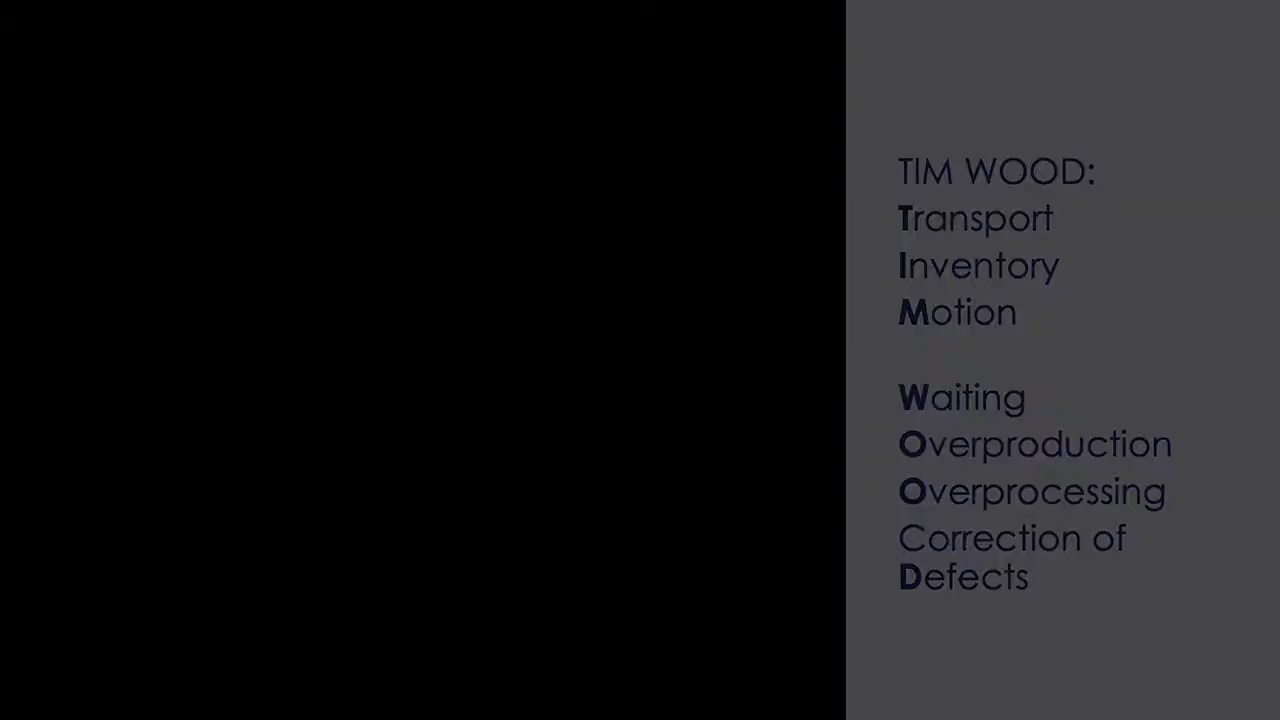 TIM WOOD:
Transport
Inventory
Motion
Waiting
Overproduction
Overprocessing
Correction of
Defects